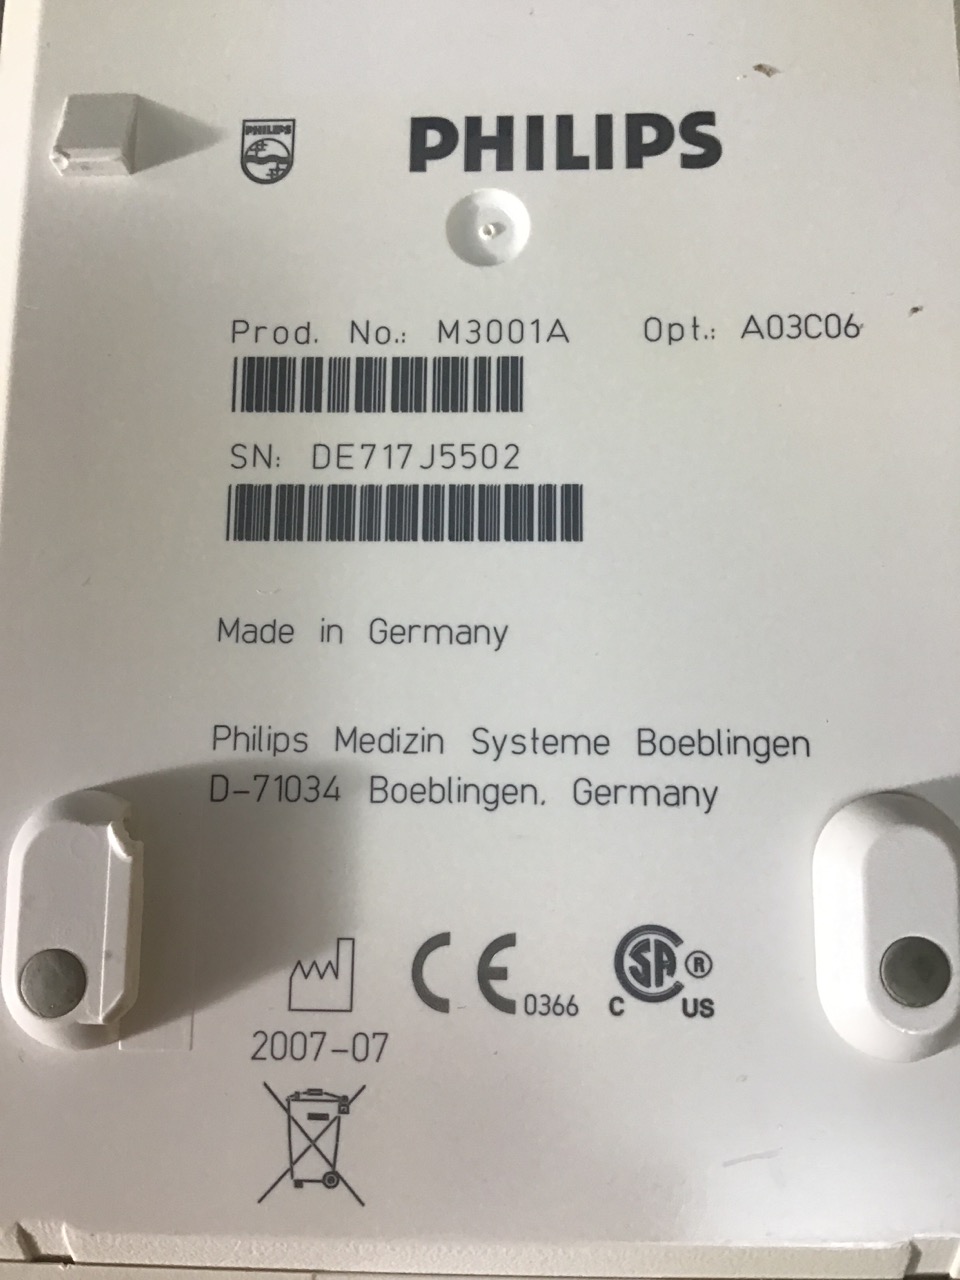 PHILIPS
PHILIPS
Prod. No.: M3001A Opt.: A03C06
SN: DE717J5502
Made in Germany
Philips Medizin Systeme Boeblingen
D-71034 Boeblingen, Germany
CE 0366
SA ®
C US
2007-07